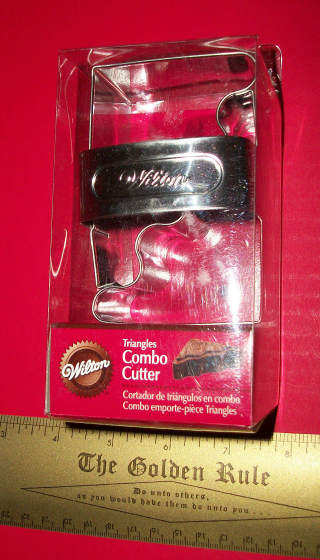 Wilton
Wilton
Triangles
Combo
Cutter
Cortador de triángulos en combo
Combo emporte-pièce Triangles
The Golden Rule
Do unto others,
as you would have them do unto you . . . .